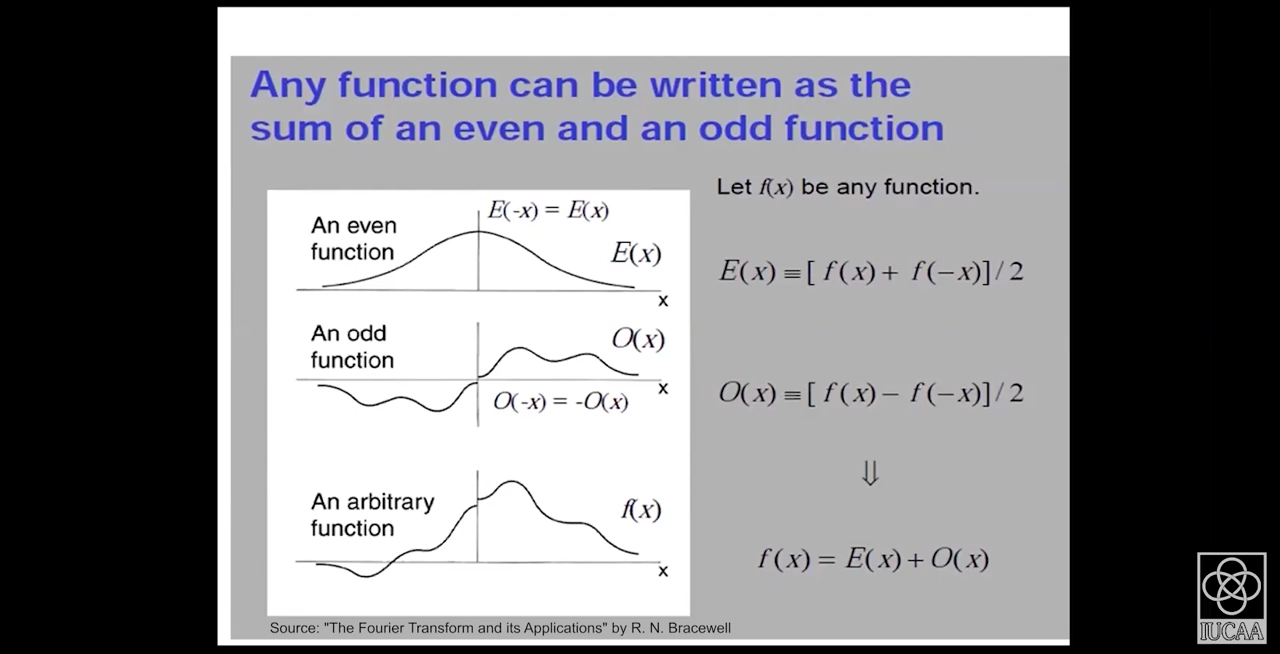 Any function can be written as the
sum of an even and an odd function
Let f(x) be any function.
An even
function
E(-x) = E(x)
E(x)
x
E(x) ≡ [ f(x) + f(−x)] / 2
An odd
function
O(x)
x
O(-x) = -O(x)
O(x) ≡ [ f(x) − f(−x)] / 2
⇓
An arbitrary
function
f(x)
x
f(x) = E(x) + O(x)
Source: "The Fourier Transform and its Applications" by R. N. Bracewell
IUCAA